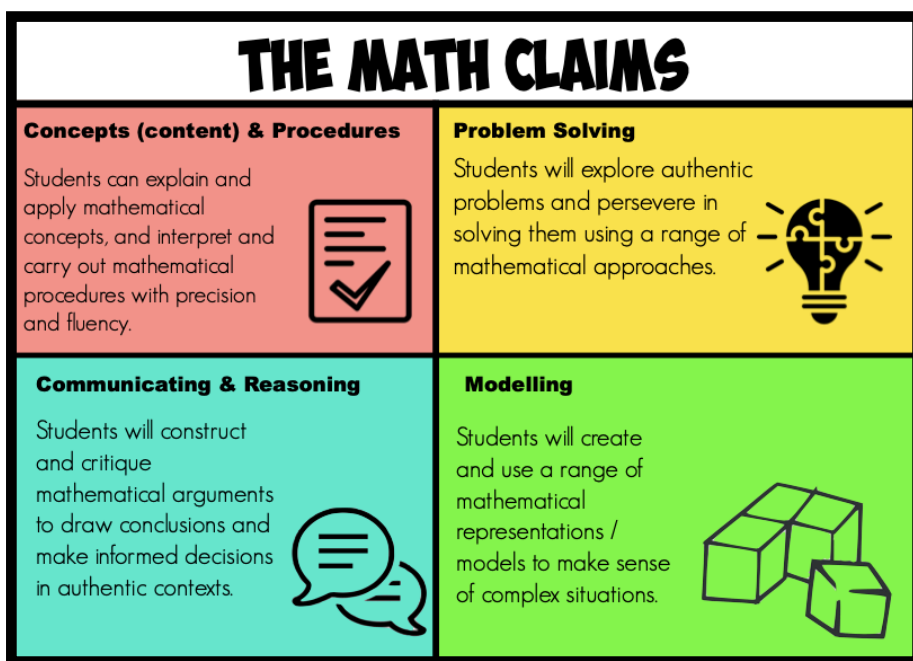 THE MATH CLAIMS
Concepts (content) & Procedures
Students can explain and
apply mathematical
concepts, and interpret and
carry out mathematical
procedures with precision
and fluency.
Problem Solving
Students will explore authentic
problems and persevere in
solving them using a range of
mathematical approaches.
Communicating & Reasoning
Students will construct
and critique
mathematical arguments
to draw conclusions and
make informed decisions
in authentic contexts.
Modelling
Students will create
and use a range of
mathematical
representations /
models to make sense
of complex situations.